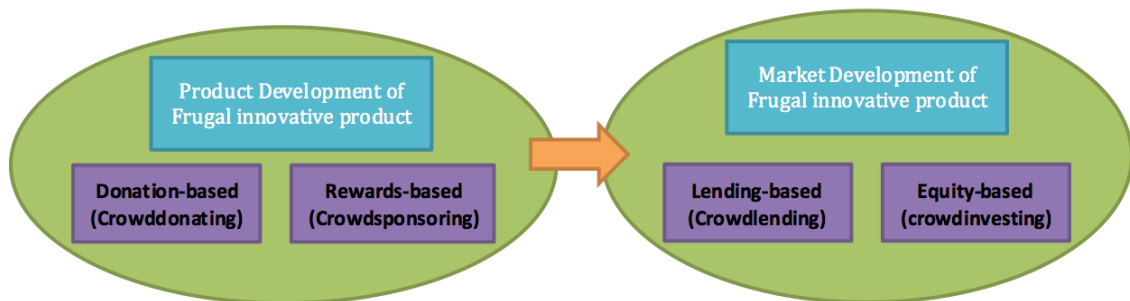 Product Development of
Frugal innovative product
Donation-based
(Crowddonating)
Rewards-based
(Crowdsponsoring)
Market Development of
Frugal innovative product
Lending-based
(Crowdlending)
Equity-based
(crowdinvesting)